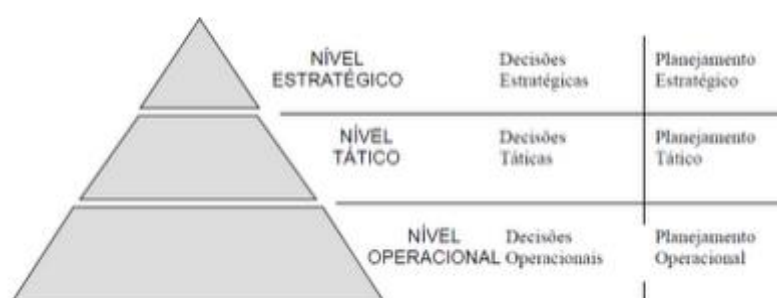 NÍVEL
ESTRATÉGICO
Decisões
Estratégicas
Planejamento
Estratégico
NÍVEL
TÁTICO
Decisões
Táticas
Planejamento
Tático
NÍVEL
OPERACIONAL
Decisões
Operacionais
Planejamento
Operacional